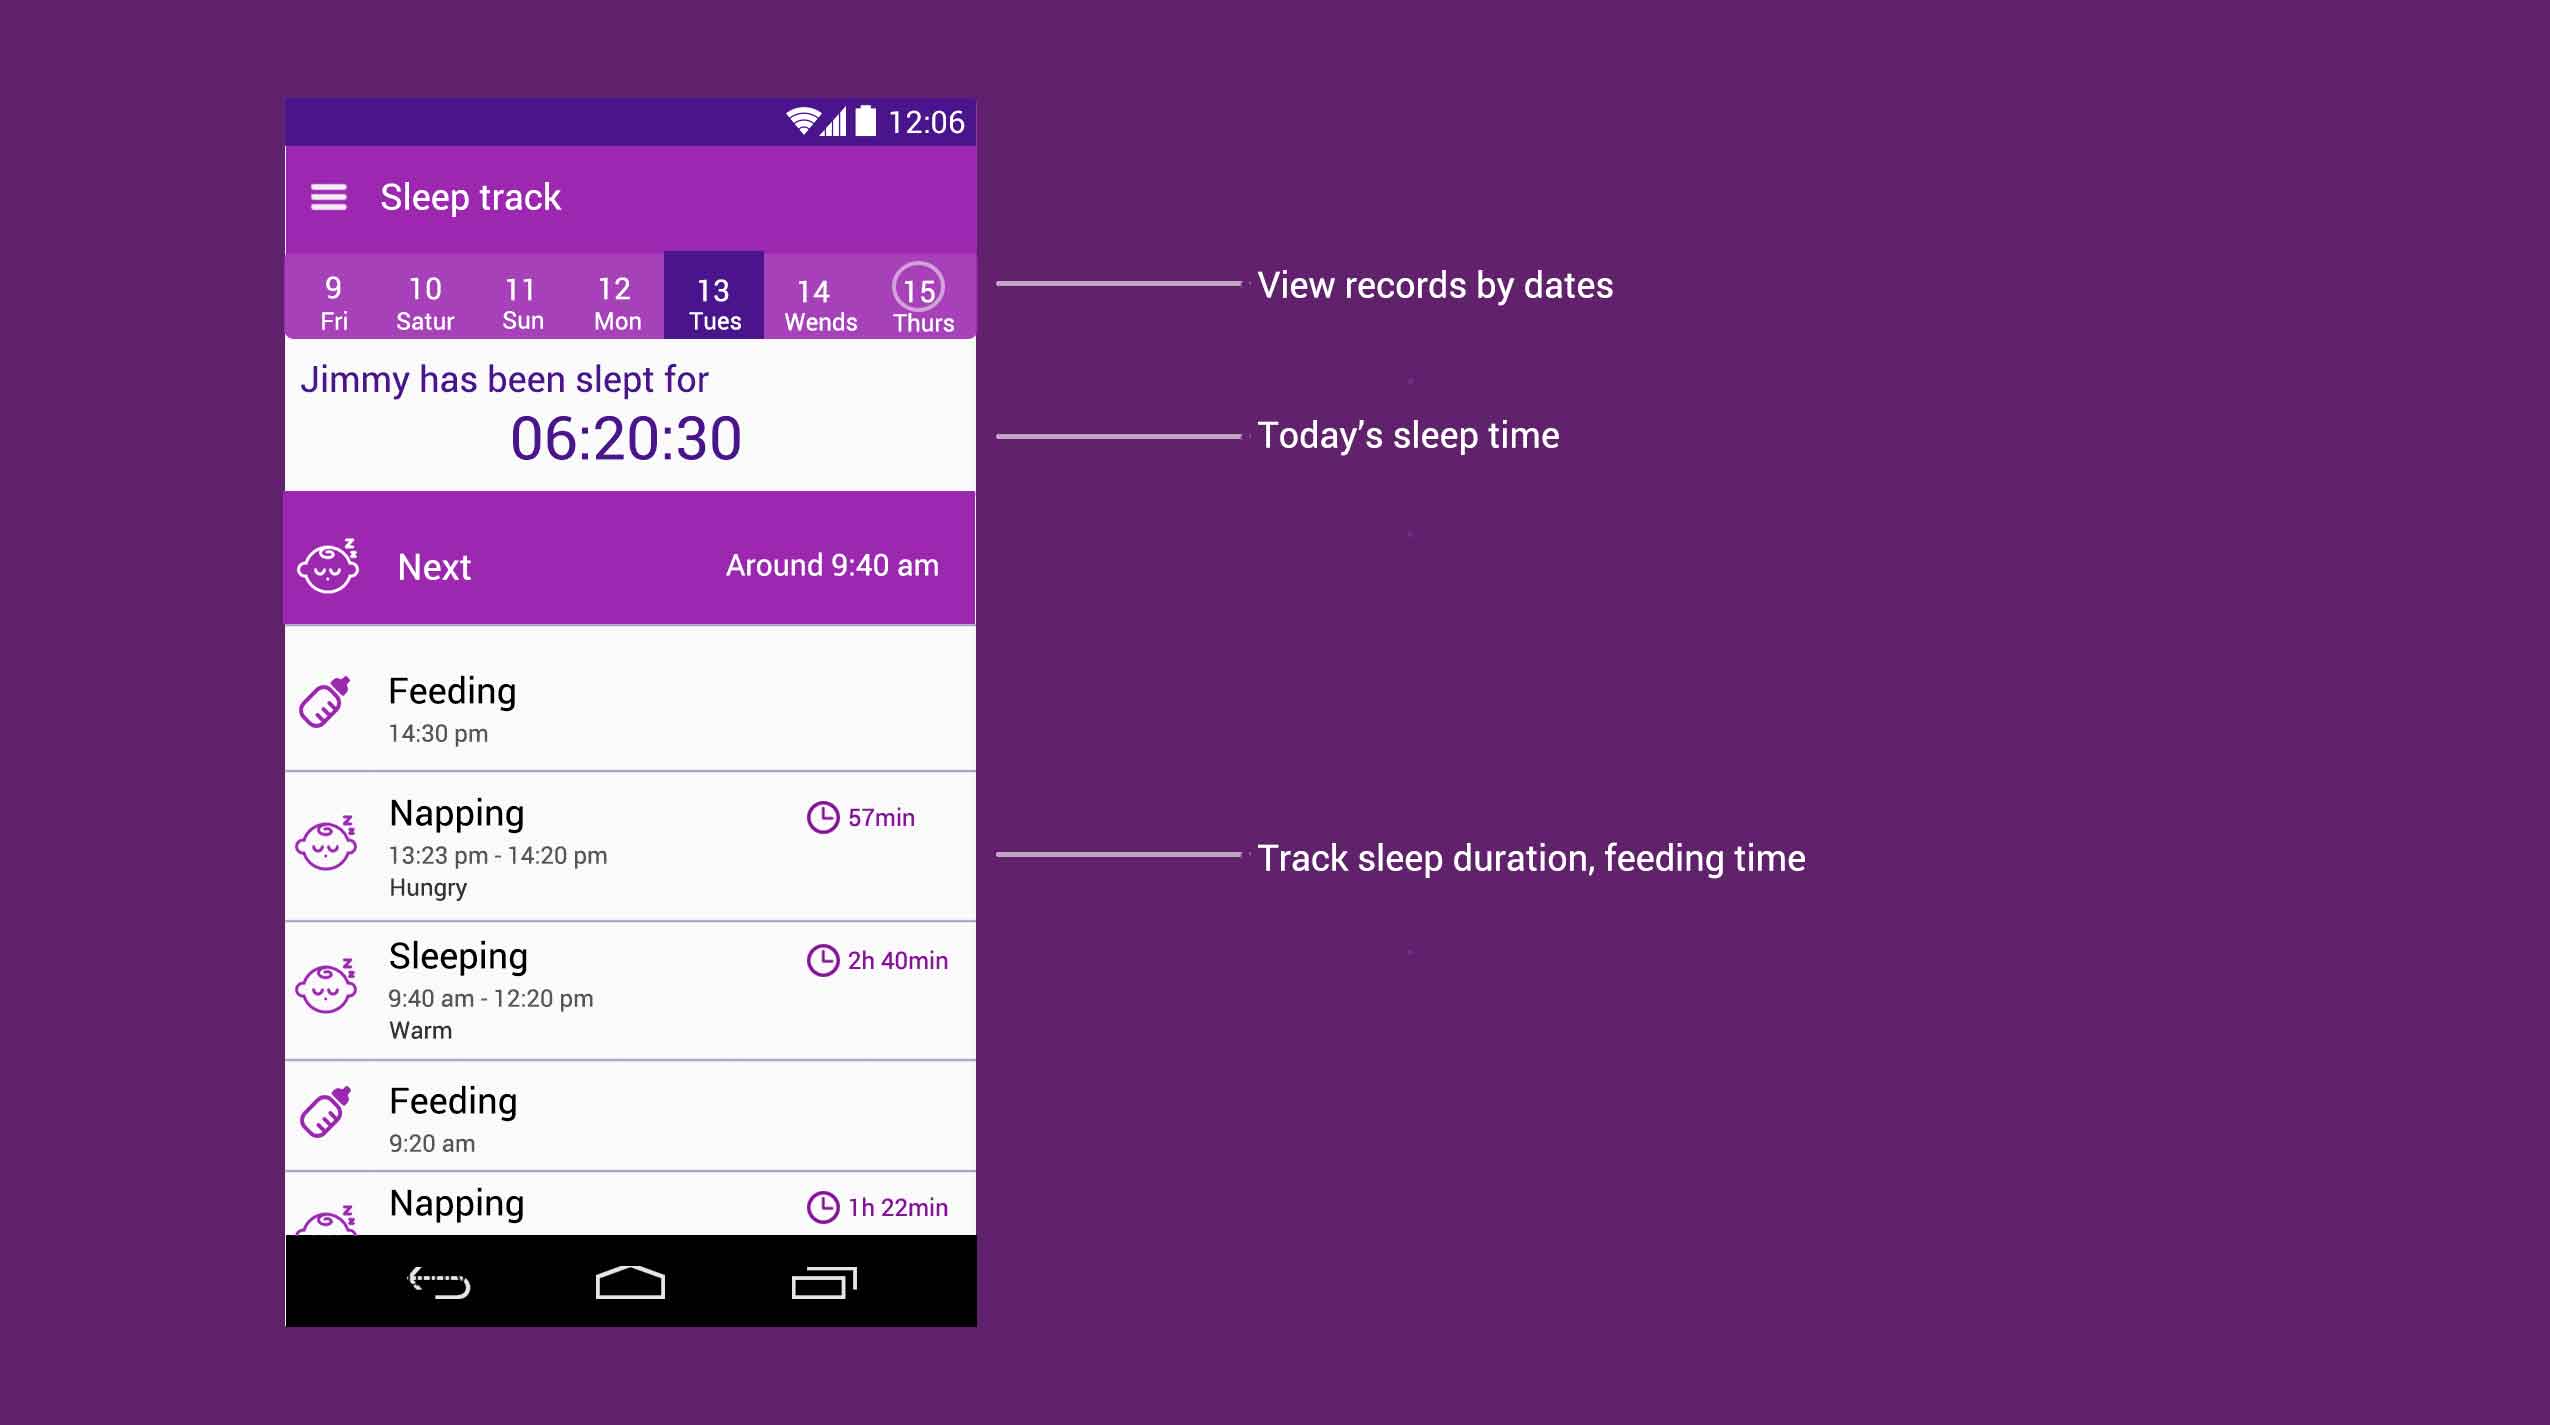 12:06
Sleep track
9 10 11 12 13 14 15
Fri Satur Sun Mon Tues Wends Thurs
View records by dates
Jimmy has been slept for
06:20:30
Today's sleep time
Next Around 9:40 am
Feeding
14:30 pm
Napping 57min
13:23 pm - 14:20 pm
Hungry
Track sleep duration, feeding time
Sleeping 2h 40min
9:40 am - 12:20 pm
Warm
Feeding
9:20 am
Napping 1h 22min